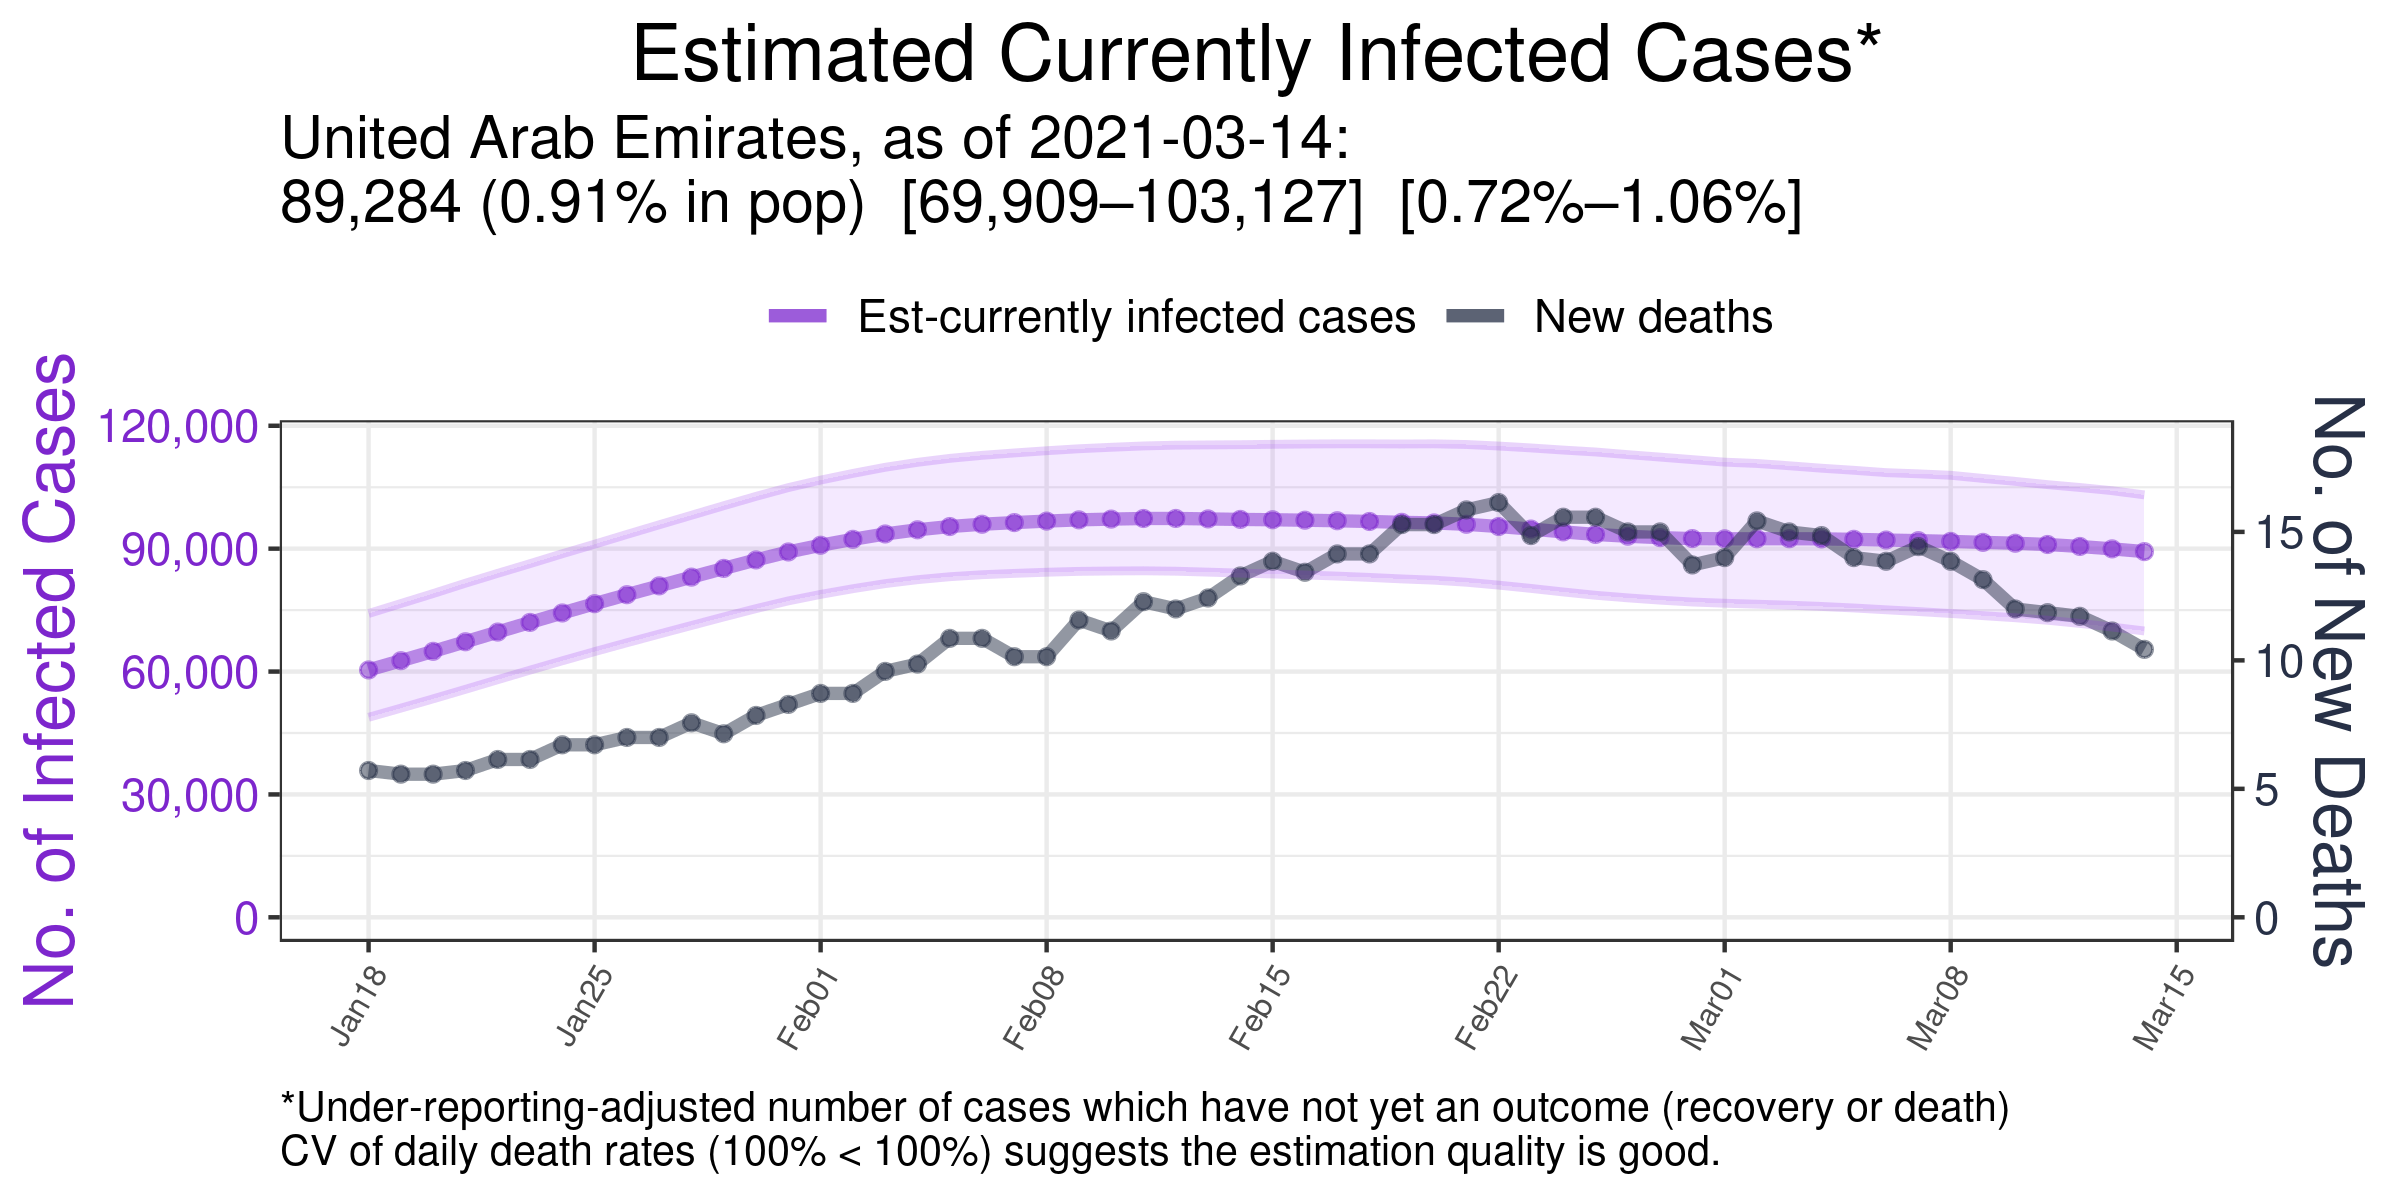 Estimated Currently Infected Cases*
United Arab Emirates, as of 2021-03-14:
89,284 (0.91% in pop)  [69,909–103,127]  [0.72%–1.06%]
Est-currently infected cases
New deaths
No. of Infected Cases
120,000
90,000
60,000
30,000
0
15
10
5
0
No. of New Deaths
Jan18
Jan25
Feb01
Feb08
Feb15
Feb22
Mar01
Mar08
Mar15
*Under-reporting-adjusted number of cases which have not yet an outcome (recovery or death)
CV of daily death rates (100% < 100%) suggests the estimation quality is good.